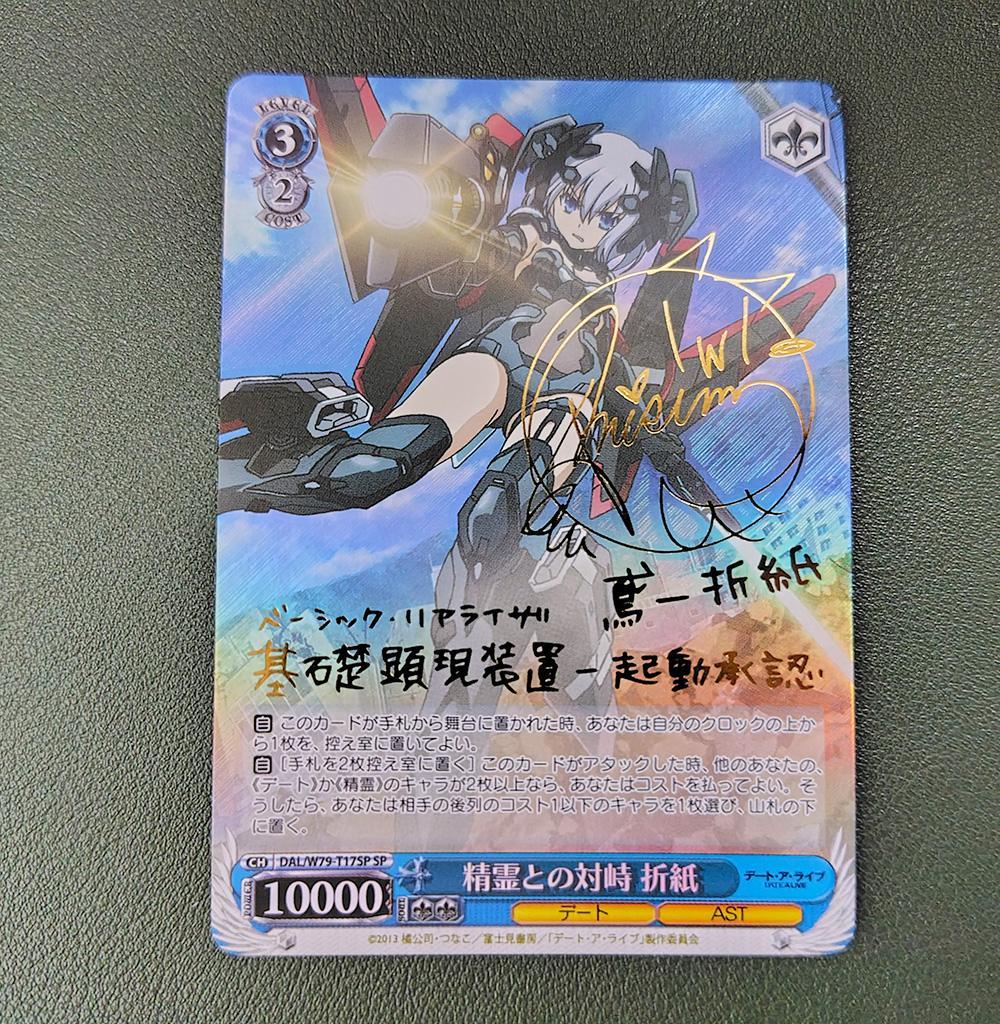 LEVEL
3
2
COST
鳶一折紙
ベーシック・リアライザ
基礎顕現装置一起動承認
自 このカードが手札から舞台に置かれた時、あなたは自分のクロックの上か
ら1枚を、控え室に置いてよい。
自 [手札を2枚控え室に置く] このカードがアタックした時、他のあなたの、
《デート》か《精霊》のキャラが2枚以上なら、あなたはコストを払ってよい。そ
うしたら、あなたは相手の後列のコスト1以下のキャラを1枚選び、山札の下
に置く。
CH DAL/W79-T17SP SP
POWER 10000 SOUL
精霊との対峙 折紙
デート・ア・ライブ
DATE A LIVE
デート AST
©2013 橘公司・つなこ/富士見書房/「デート・ア・ライブ」製作委員会